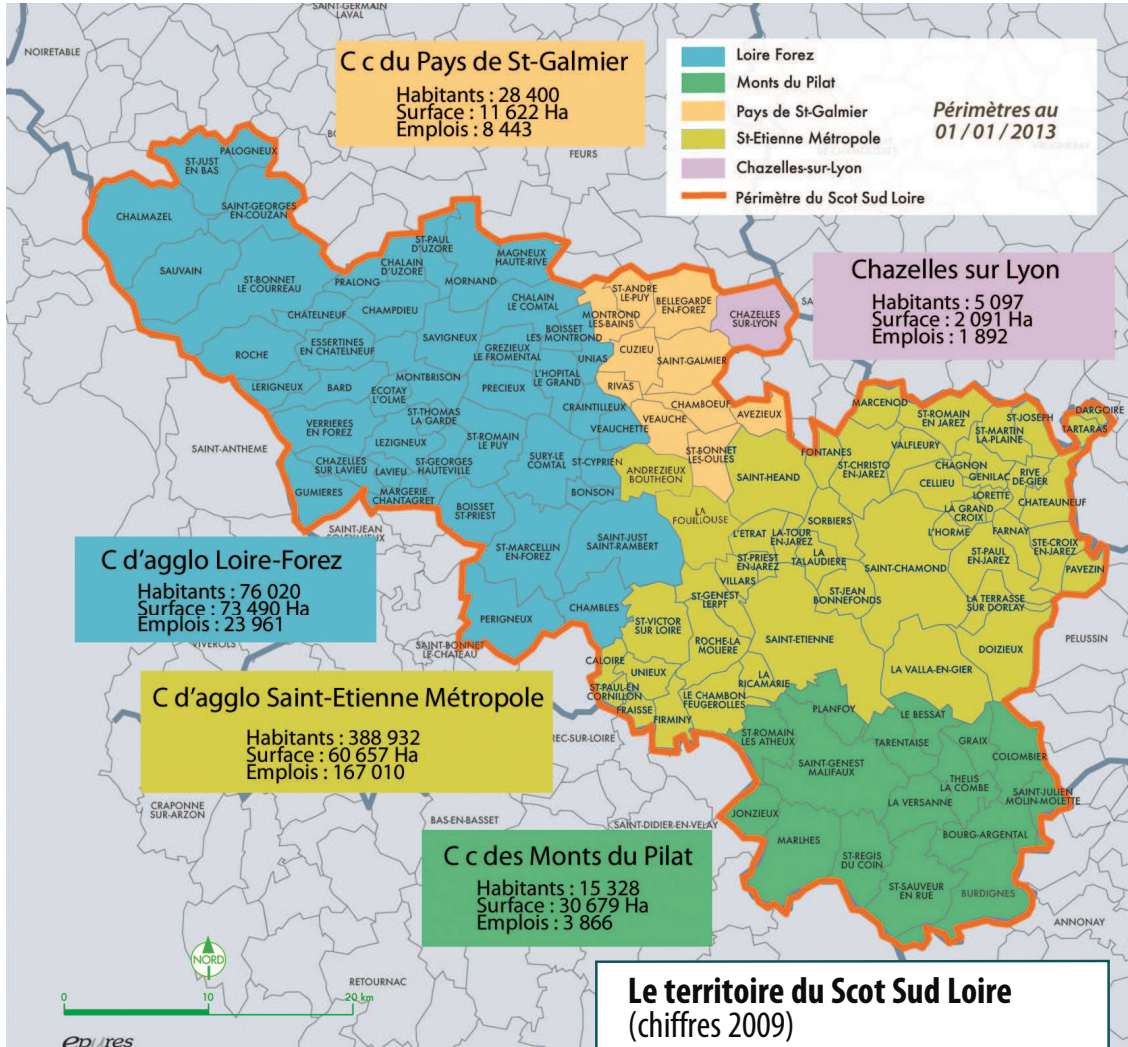 SAINT-GERMAIN
LAVAL
NOIRETABLE
C c du Pays de St-Galmier
Habitants : 28 400
Surface : 11 622 Ha
Emplois : 8 443
Loire Forez
Monts du Pilat
Pays de St-Galmier
St-Etienne Métropole
Chazelles-sur-Lyon
Périmètre du Scot Sud Loire
Périmètres au
01 / 01 / 2013
FEURS
PALOGNEUX
ST-JUST
EN BAS
SAINT-GEORGES
EN-COUZAN
CHALMAZEL
SAUVAIN
ST-BONNET
LE COURREAU
PRALONG
ST-PAUL
D'UZORE
CHALAIN
D'UZORE
MAGNEUX
HAUTE-RIVE
MORNAND
CHALAIN
LE COMTAL
CHÂTELNEUF
CHAMPDIEU
ROCHE
ESSERTINES
EN CHATELNEUF
SAVIGNEUX
GREZIEUX
LE FROMENTAL
BOISSET
LES MONTROND
UNIAS
L'HOPITAL
LE GRAND
LERIGNEUX
BARD
MONTBRISON
ECOTAY
L'OLME
PRECIEUX
CRAINTILLEUX
VEAUCHETTE
ST-THOMAS
LA GARDE
VERRIERES
EN FOREZ
LEZIGNEUX
ST-ROMAIN
LE PUY
SURY-LE
COMTAL
ST-CYPRIEN
CHAZELLES
SUR LAVIEU
LAVIEU
ST-GEORGES
HAUTEVILLE
GUMIERES
MARGERIE
CHANTAGRET
BOISSET
ST-PRIEST
BONSON
ST-MARCELLIN
EN-FOREZ
SAINT-JUST
SAINT-RAMBERT
CHAMBLES
PERIGNEUX
SAINT-ANTHEME
SAINT-JEAN
SOLEYMIEUX
ST-ANDRE
LE-PUY
BELLEGARDE
EN-FOREZ
MONTROND
LES-BAINS
CUZIEU
SAINT-GALMIER
RIVAS
CHAMBOEUF
VEAUCHE
AVEZIEUX
ST-BONNET
LES-OULES
CHAZELLES
SUR-LYON
Chazelles sur Lyon
Habitants : 5 097
Surface : 2 091 Ha
Emplois : 1 892
MARCENOD
ST-ROMAIN
EN JAREZ
ST-JOSEPH
DARGOIRE
TARTARAS
FONTANES
VALFLEURY
ST-MARTIN
LA-PLAINE
ANDREZIEUX
BOUTHEON
SAINT-HEAND
ST-CHRISTO
EN-JAREZ
CHAGNON
CELLIEU
GENILAC
RIVE
DE-GIER
LORETTE
CHATEAUNEUF
LA
FOUILLOUSE
SORBIERS
LA GRAND
CROIX
L'ETRAT
LA-TOUR
EN-JAREZ
L'HORME
FARNAY
STE-CROIX
EN-JAREZ
ST-PRIEST
EN-JAREZ
LA
TALAUDIERE
SAINT-CHAMOND
ST-PAUL
EN-JAREZ
PAVEZIN
VILLARS
ST-GENEST
LERPT
ST-JEAN
BONNEFONDS
LA TERRASSE
SUR DORLAY
ST-VICTOR
SUR LOIRE
ROCHE-LA
MOLIERE
SAINT-ETIENNE
DOIZIEUX
PELUSSIN
CALOIRE
UNIEUX
LA
RICAMARIE
LA VALLA-EN-GIER
ST-PAUL-EN
CORNILLON
LE CHAMBON
FEUGEROLLES
FRAISSE
FIRMINY
C d'agglo Loire-Forez
Habitants : 76 020
Surface : 73 490 Ha
Emplois : 23 961
VIVEROLS
SAINT-BONNET
LE-CHATEAU
C d'agglo Saint-Etienne Métropole
Habitants : 388 932
Surface : 60 657 Ha
Emplois : 167 010
REC-SUR-LOIRE
PLANFOY
LE BESSAT
ST-ROMAIN
LES ATHEUX
TARENTAISE
GRAIX
COLOMBIER
SAINT-GENEST
MALIFAUX
THELIS
LA COMBE
LA VERSANNE
SAINT-JULIEN
MOLIN-MOLETTE
JONZIEUX
MARLHES
BOURG-ARGENTAL
ST-REGIS
DU COIN
ST-SAUVEUR
EN RUE
BURDIGNES
CRAPONNE
SUR-ARZON
BAS-EN-BASSET
SAINT-DIDIER-EN-VELAY
ANNONAY
C c des Monts du Pilat
Habitants : 15 328
Surface : 30 679 Ha
Emplois : 3 866
NORD
RETOURNAC
0 10 20 km
epures
Le territoire du Scot Sud Loire
(chiffres 2009)